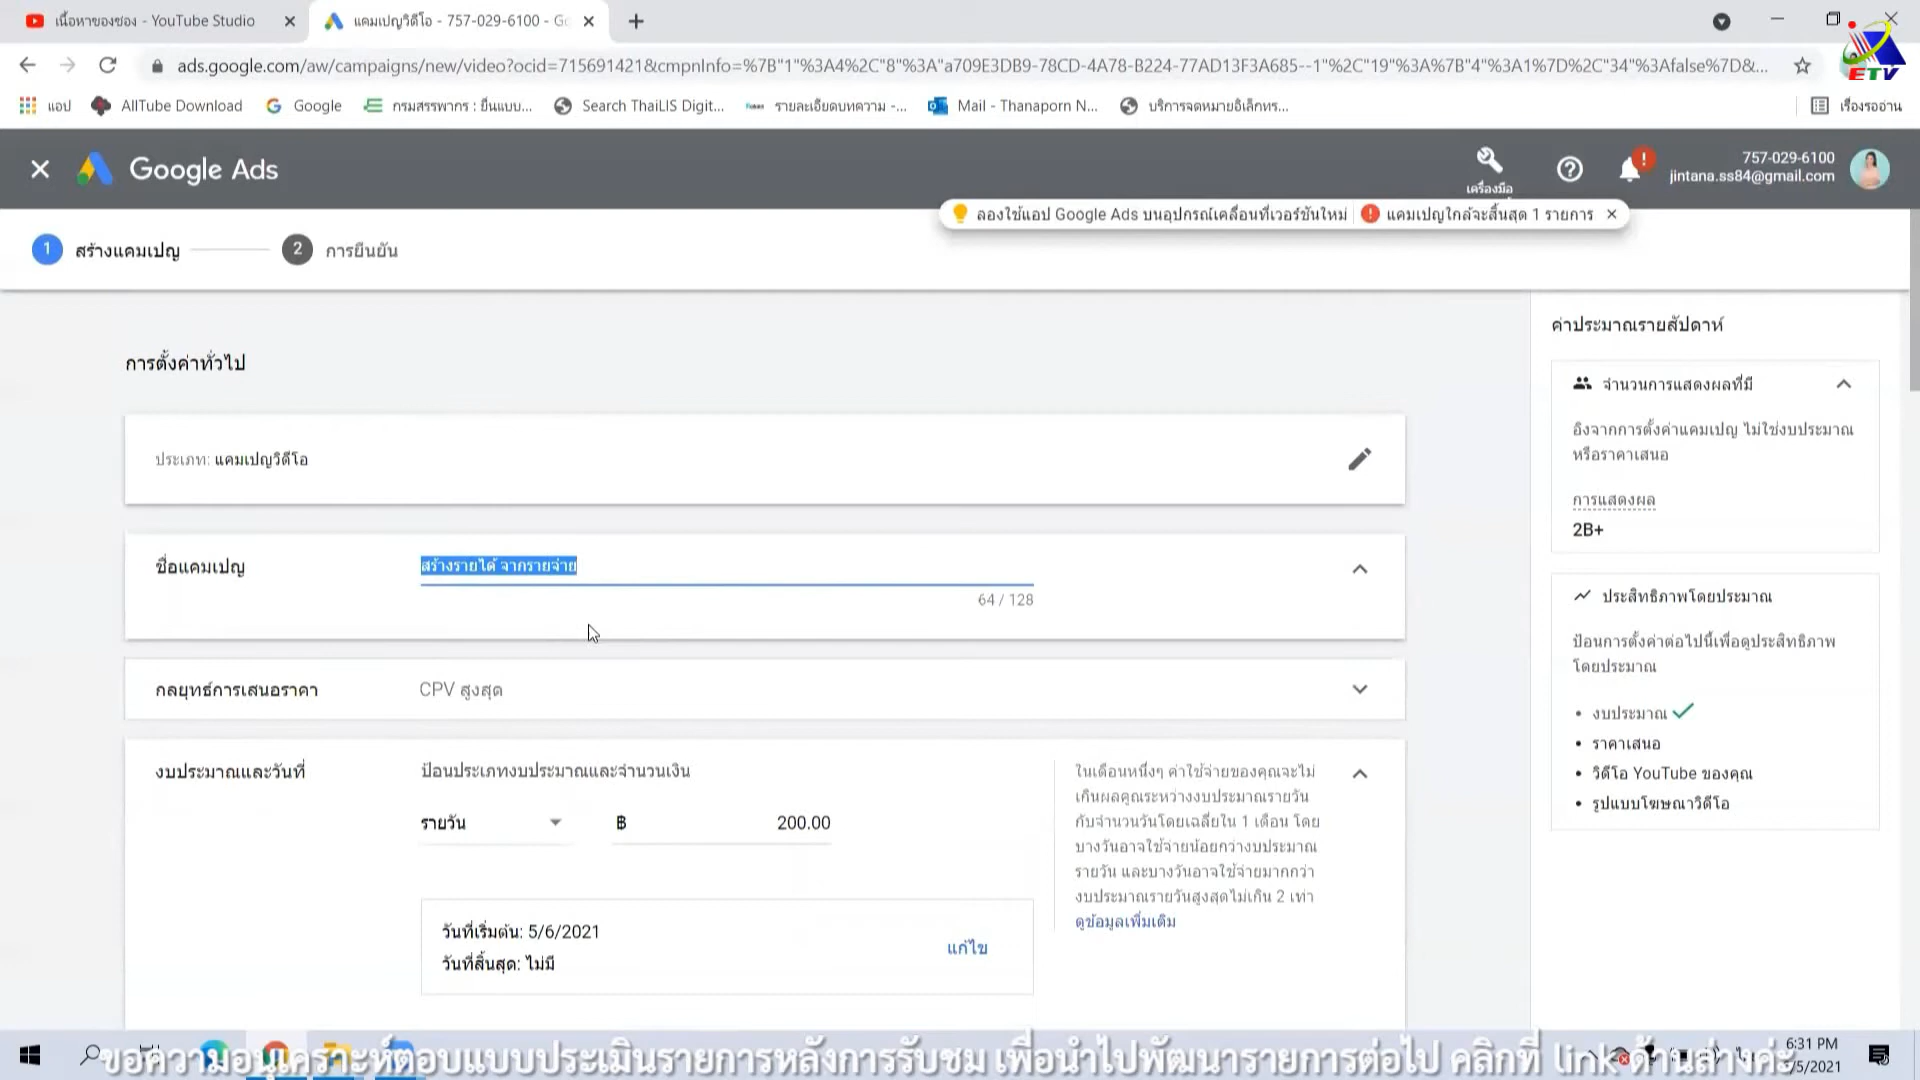 เนื้อหาของช่อง - YouTube Studio
แคมเปญวิดีโอ - 757-029-6100 - Go
ads.google.com/aw/campaigns/new/video?ocid=715691421&cmpnInfo=%7B"1"%3A4%2C"8"%3A"a709E3DB9-78CD-4A78-B224-77AD13F3A685--1"%2C"19"%3A%7B"4"%3A1%7D%2C"34"%3Afalse%7D&...
แอป
AllTube Download
Google
กรมสรรพากร : ยื่นแบบ...
Search ThaiLIS Digit...
รายละเอียดบทความ -...
Mail - Thanaporn N...
บริการจดหมายอิเล็กทร...
เรื่องรออ่าน
ETV
Google Ads
เครื่องมือ
757-029-6100
jintana.ss84@gmail.com
ลองใช้แอป Google Ads บนอุปกรณ์เคลื่อนที่เวอร์ชันใหม่
แคมเปญใกล้จะสิ้นสุด 1 รายการ
1 สร้างแคมเปญ
2 การยืนยัน
การตั้งค่าทั่วไป
ประเภท: แคมเปญวิดีโอ
ชื่อแคมเปญ
สร้างรายได้ จากรายจ่าย
64 / 128
กลยุทธ์การเสนอราคา
CPV สูงสุด
งบประมาณและวันที่
ป้อนประเภทงบประมาณและจำนวนเงิน
รายวัน
฿ 200.00
วันที่เริ่มต้น: 5/6/2021
วันที่สิ้นสุด: ไม่มี
แก้ไข
ในเดือนหนึ่งๆ ค่าใช้จ่ายของคุณจะไม่
เกินผลคูณระหว่างงบประมาณรายวัน
กับจำนวนวันโดยเฉลี่ยใน 1 เดือน โดย
บางวันอาจใช้จ่ายน้อยกว่างบประมาณ
รายวัน และบางวันอาจใช้จ่ายมากกว่า
งบประมาณรายวันสูงสุดไม่เกิน 2 เท่า
ดูข้อมูลเพิ่มเติม
ค่าประมาณรายสัปดาห์
จำนวนการแสดงผลที่มี
อิงจากการตั้งค่าแคมเปญ ไม่ใช่งบประมาณ
หรือราคาเสนอ
การแสดงผล
2B+
ประสิทธิภาพโดยประมาณ
ป้อนการตั้งค่าต่อไปนี้เพื่อดูประสิทธิภาพ
โดยประมาณ
งบประมาณ
ราคาเสนอ
วิดีโอ YouTube ของคุณ
รูปแบบโฆษณาวิดีโอ
ขอความอนุเคราะห์ตอบแบบประเมินรายการหลังการรับชม เพื่อนำไปพัฒนารายการต่อไป คลิกที่ link ด้านล่างค่ะ
6:31 PM
/5/2021